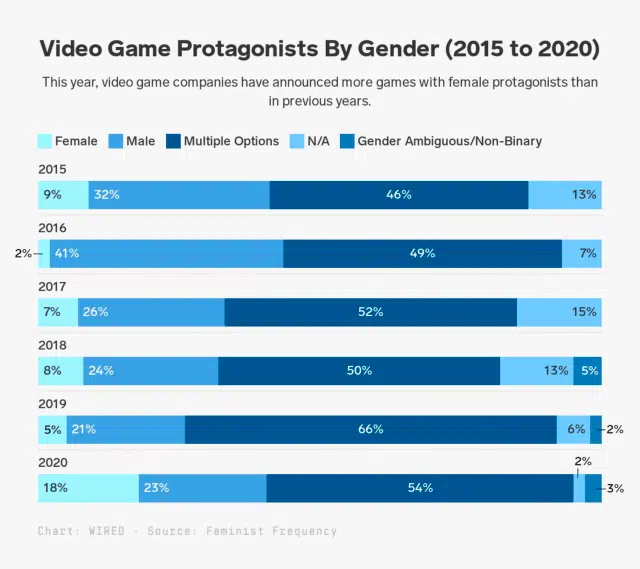 Video Game Protagonists By Gender (2015 to 2020)
This year, video game companies have announced more games with female protagonists than
in previous years.
Female Male Multiple Options N/A Gender Ambiguous/Non-Binary
2015
9% 32% 46% 13%
2016
2% 41% 49% 7%
2017
7% 26% 52% 15%
2018
8% 24% 50% 13% 5%
2019
5% 21% 66% 6% 2%
2020
2%
18% 23% 54% 3%
Chart: WIRED · Source: Feminist Frequency